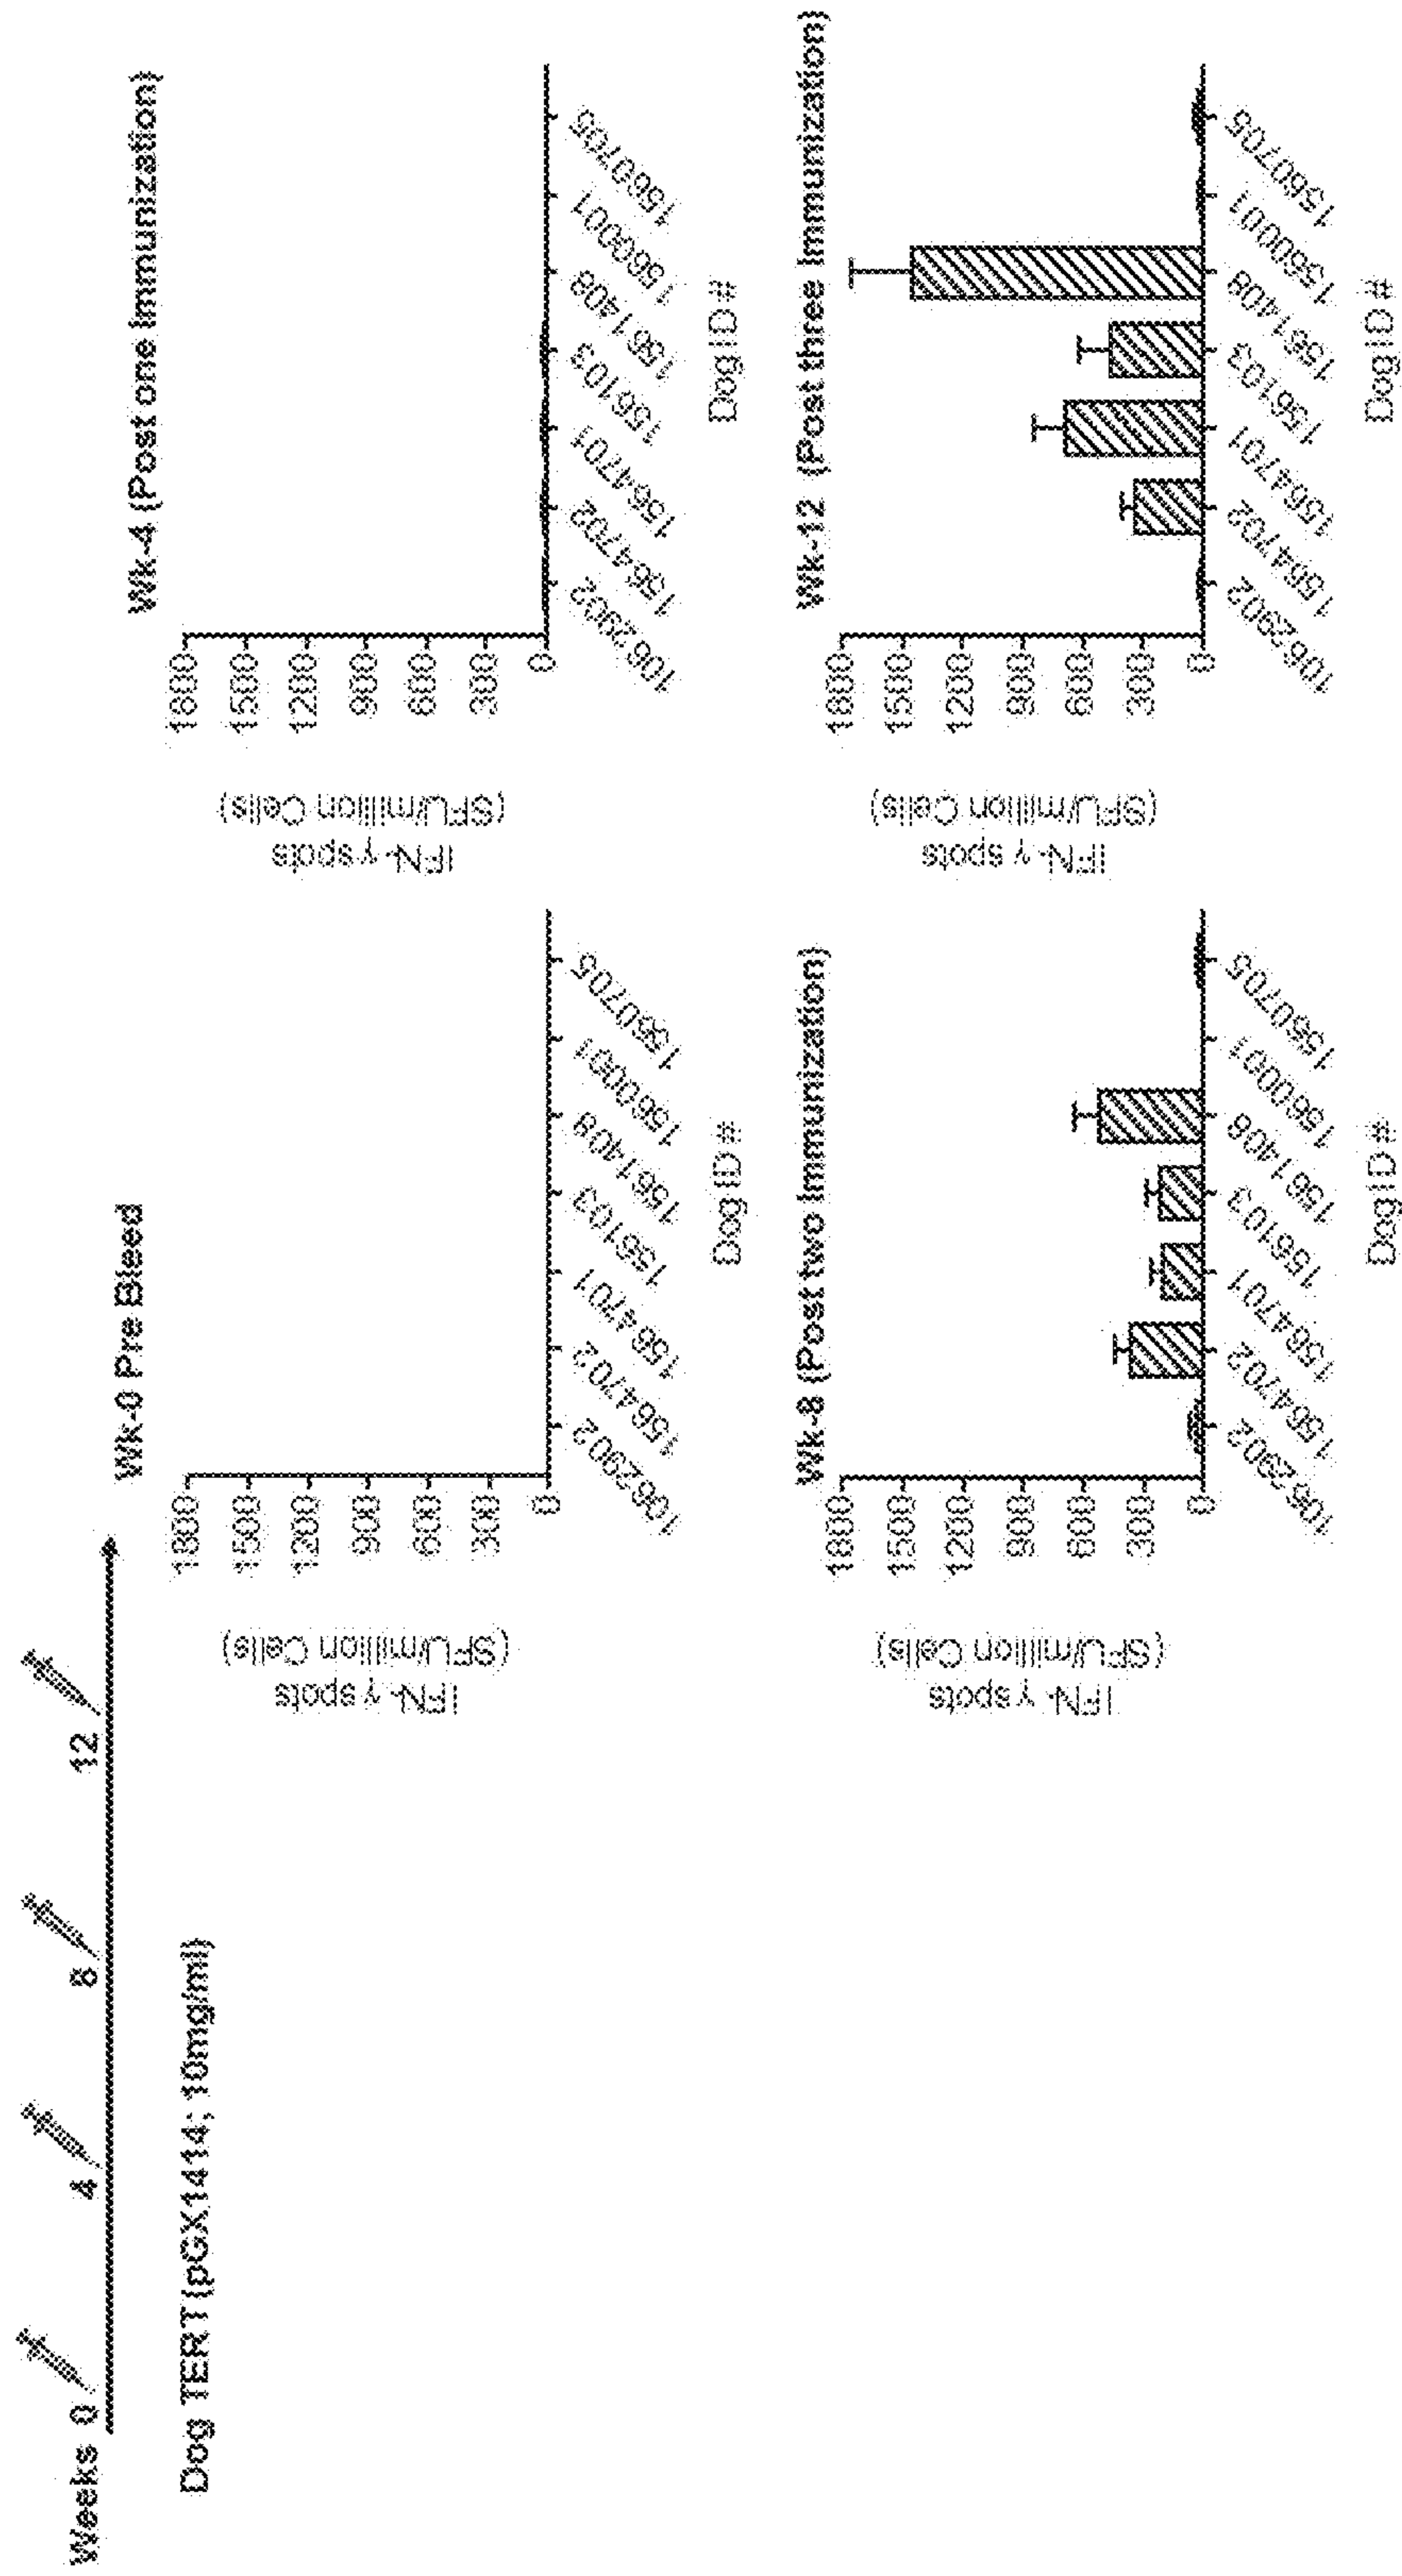 Weeks 0 4 8 12
Dog TERT (pGX1414; 10mg/ml)
Wk-0 Pre Bleed
IFN-γ spots
(SFU/million Cells)
1800
1500
1200
900
600
300
0
1062902 1564702 1564701 156103 1561408 1560001 1560705
Dog ID #
Wk-4 (Post one Immunization)
IFN-γ spots
(SFU/million Cells)
1800
1500
1200
900
600
300
0
1062902 1564702 1564701 156103 1561408 1560001 1560705
Dog ID #
Wk-8 (Post two Immunization)
IFN-γ spots
(SFU/million Cells)
1800
1500
1200
900
600
300
0
1062902 1564702 1564701 156103 1561408 1560001 1560705
Dog ID #
Wk-12 (Post three Immunization)
IFN-γ spots
(SFU/million Cells)
1800
1500
1200
900
600
300
0
1062902 1564702 1564701 156103 1561408 1560001 1560705
Dog ID #